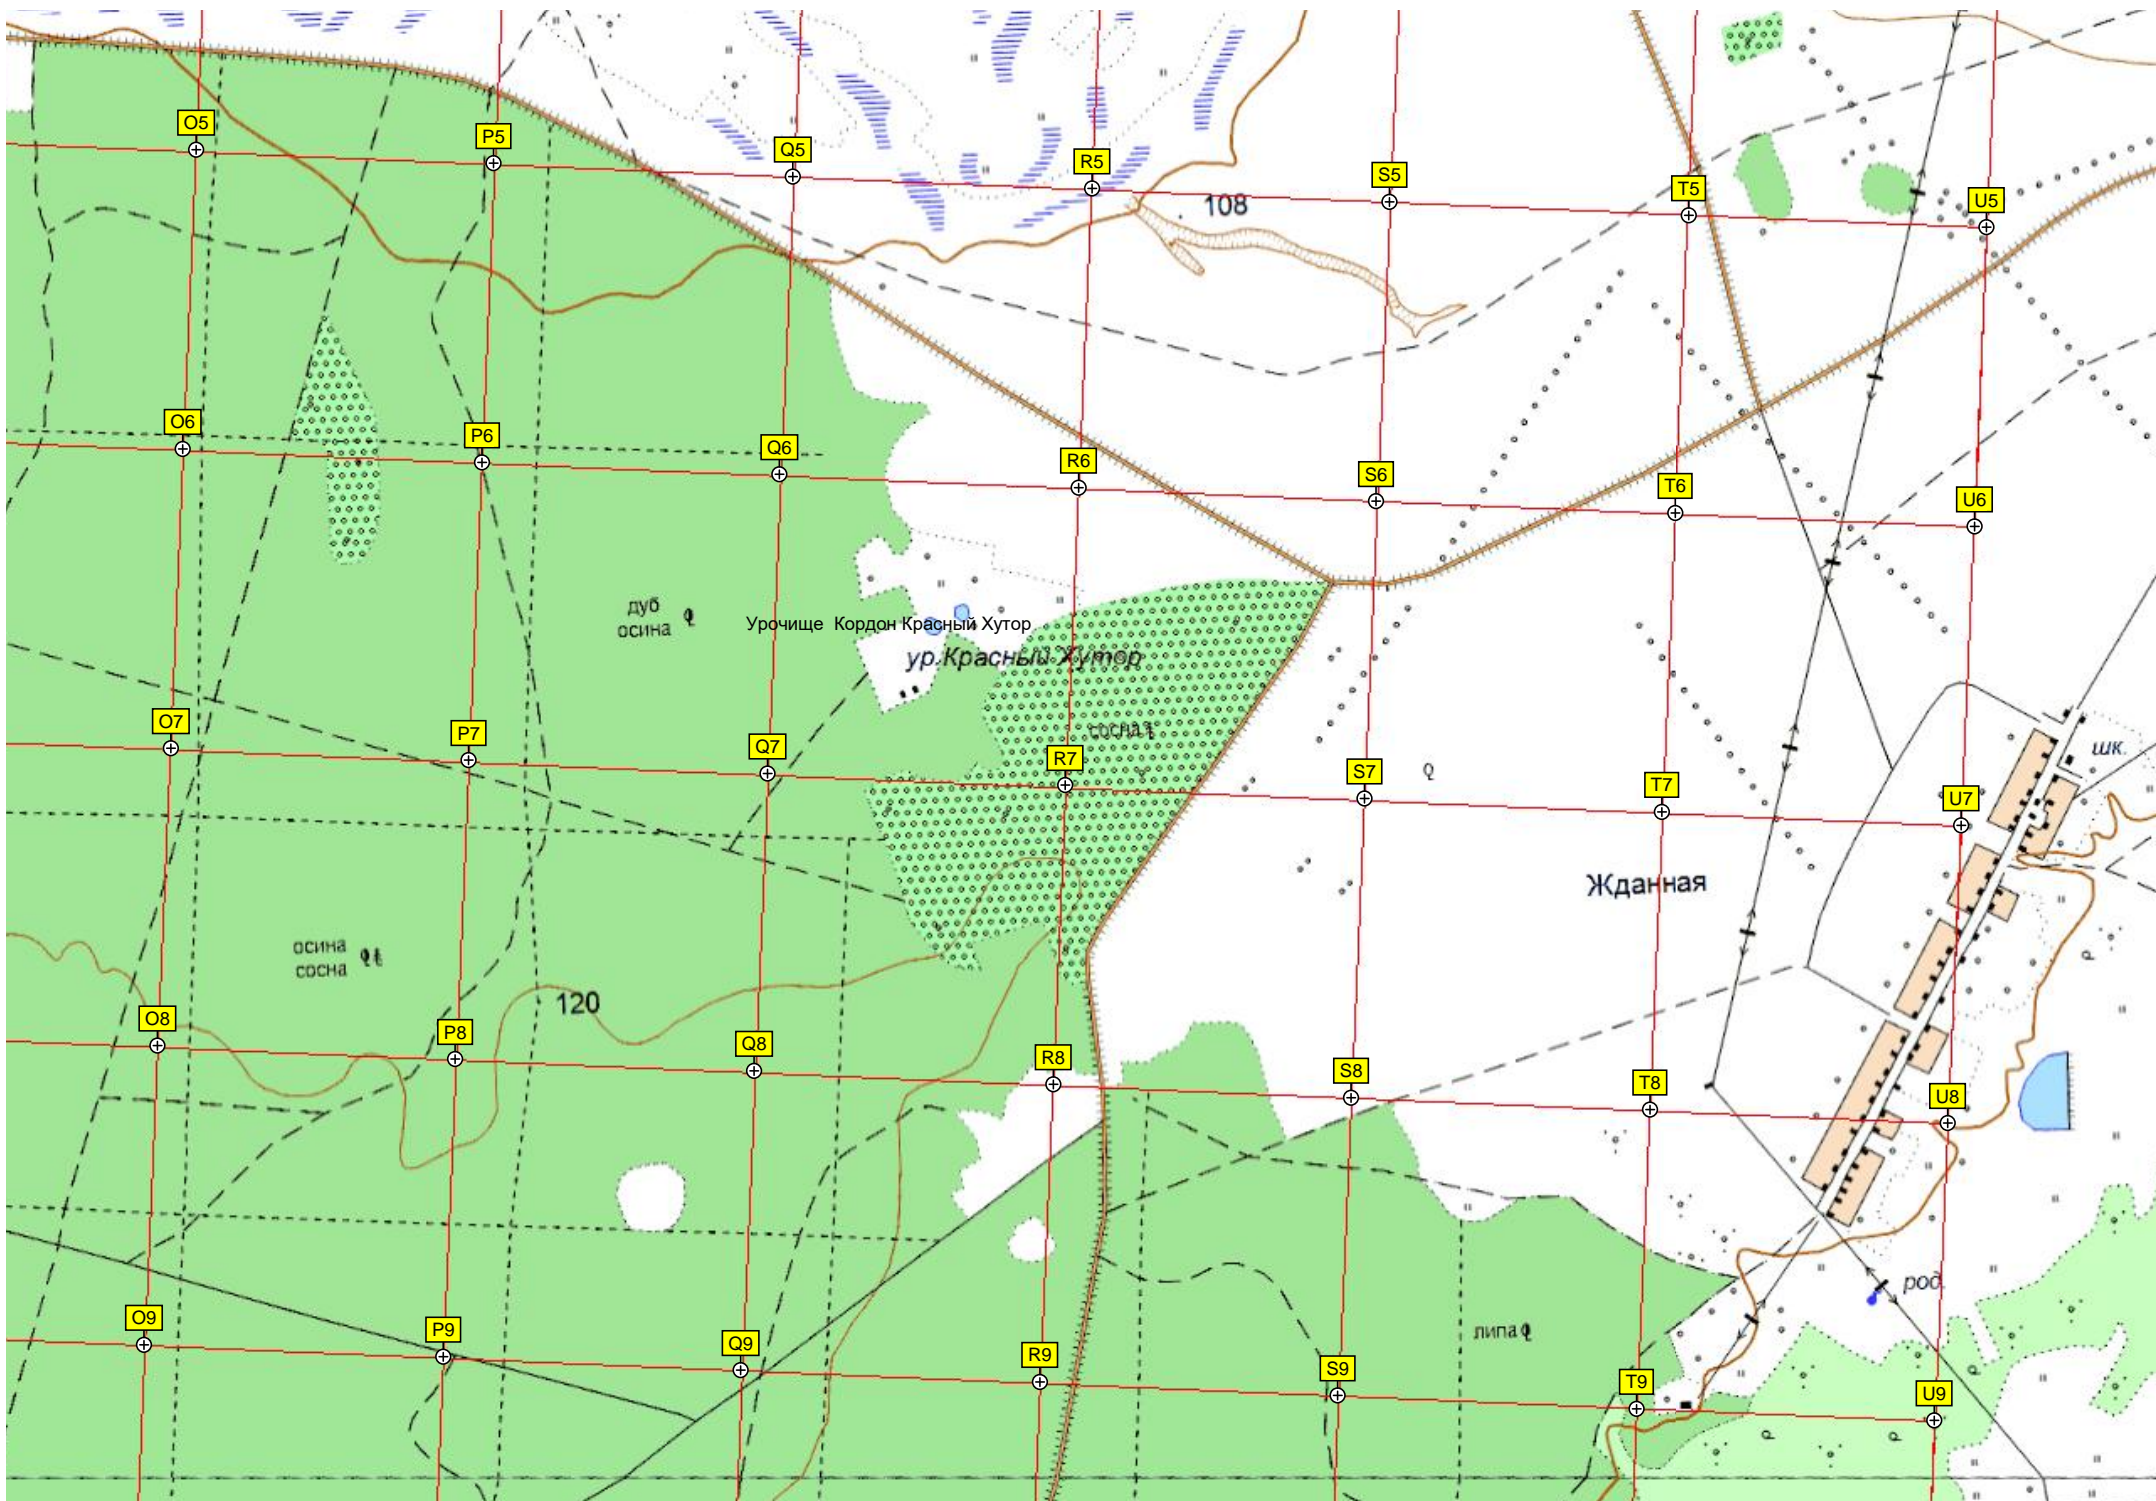 O5
P5
Q5
R5
S5
T5
U5
108
O6
P6
Q6
R6
S6
T6
U6
дуб
осина
Урочище Кордон Красный Хутор
ур.Красный Хутор
сосна
шк.
O7
P7
Q7
R7
S7
T7
U7
Жданная
осина
сосна
120
O8
P8
Q8
R8
S8
T8
U8
род.
липа
O9
P9
Q9
R9
S9
T9
U9